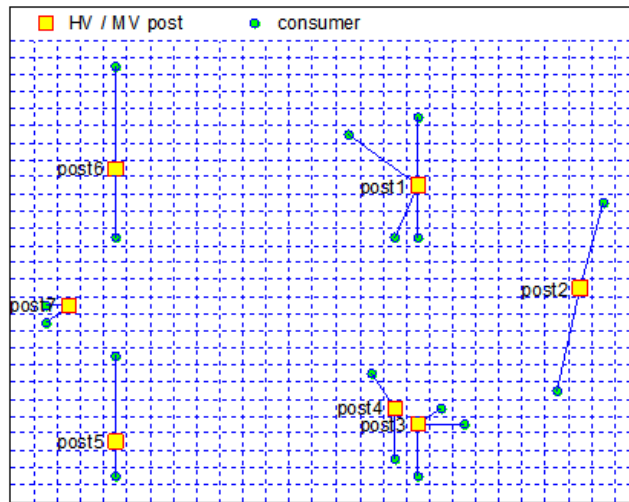 HV / MV post consumer
post6
post1
post2
post7
post4
post3
post5